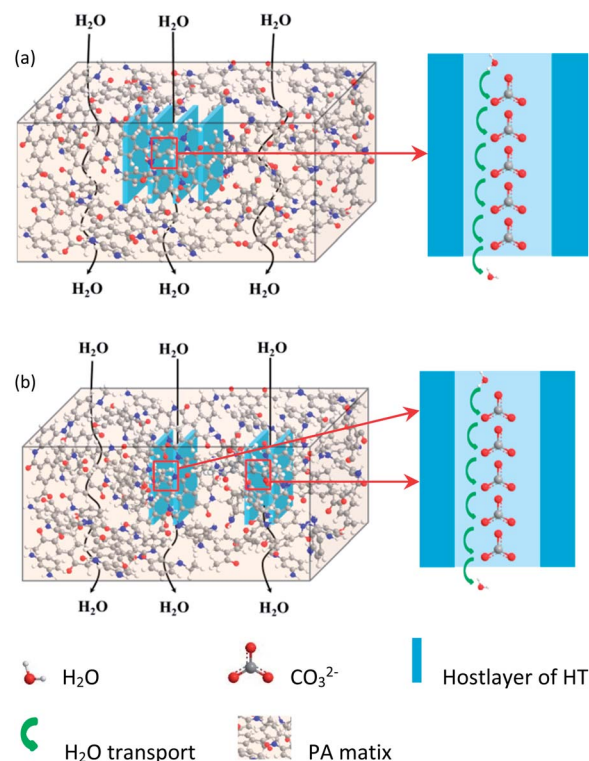 H2O H2O H2O
(a)
H2O H2O H2O
H2O H2O H2O
(b)
H2O H2O H2O
H2O CO3 2- Hostlayer of HT
H2O transport PA matix